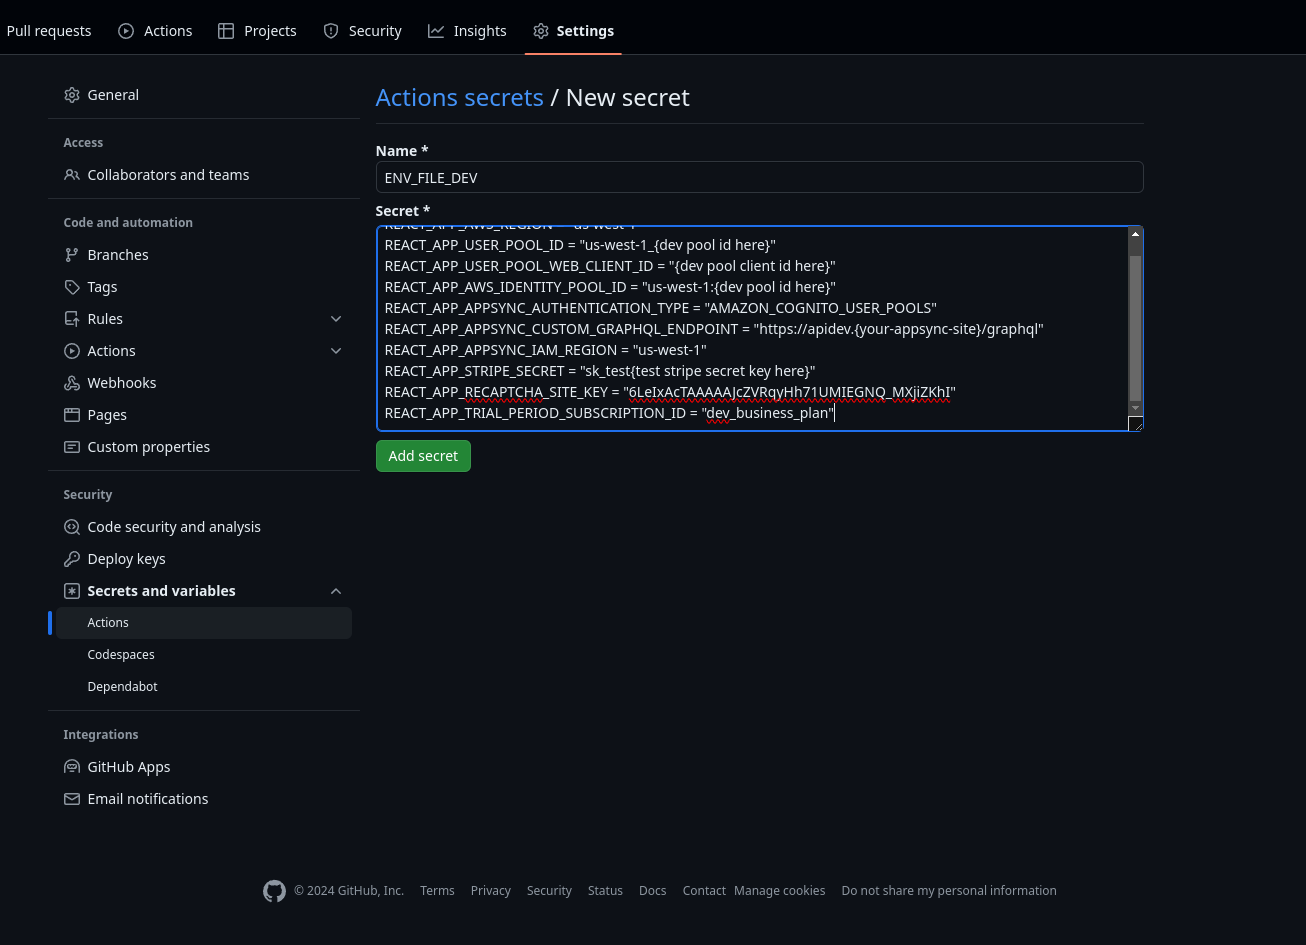 Pull requests
Actions
Projects
Security
Insights
Settings
General
Access
Collaborators and teams
Code and automation
Branches
Tags
Rules
Actions
Webhooks
Pages
Custom properties
Security
Code security and analysis
Deploy keys
Secrets and variables
Actions
Codespaces
Dependabot
Integrations
GitHub Apps
Email notifications
Actions secrets / New secret
Name *
ENV_FILE_DEV
Secret *
REACT_APP_AWS_REGION = "us-west-1"
REACT_APP_USER_POOL_ID = "us-west-1_{dev pool id here}"
REACT_APP_USER_POOL_WEB_CLIENT_ID = "{dev pool client id here}"
REACT_APP_AWS_IDENTITY_POOL_ID = "us-west-1:{dev pool id here}"
REACT_APP_APPSYNC_AUTHENTICATION_TYPE = "AMAZON_COGNITO_USER_POOLS"
REACT_APP_APPSYNC_CUSTOM_GRAPHQL_ENDPOINT = "https://apidev.{your-appsync-site}/graphql"
REACT_APP_APPSYNC_IAM_REGION = "us-west-1"
REACT_APP_STRIPE_SECRET = "sk_test{test stripe secret key here}"
REACT_APP_RECAPTCHA_SITE_KEY = "6LeIxAcTAAAAAJcZVRqyHh71UMIEGNQ_MXjiZKhI"
REACT_APP_TRIAL_PERIOD_SUBSCRIPTION_ID = "dev_business_plan"
Add secret
© 2024 GitHub, Inc.
Terms
Privacy
Security
Status
Docs
Contact
Manage cookies
Do not share my personal information